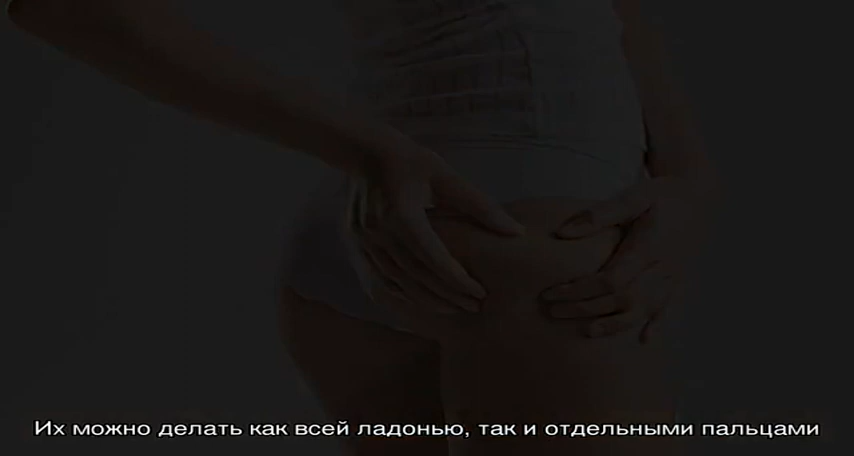 Их можно делать как всей ладонью, так и отдельными пальцами